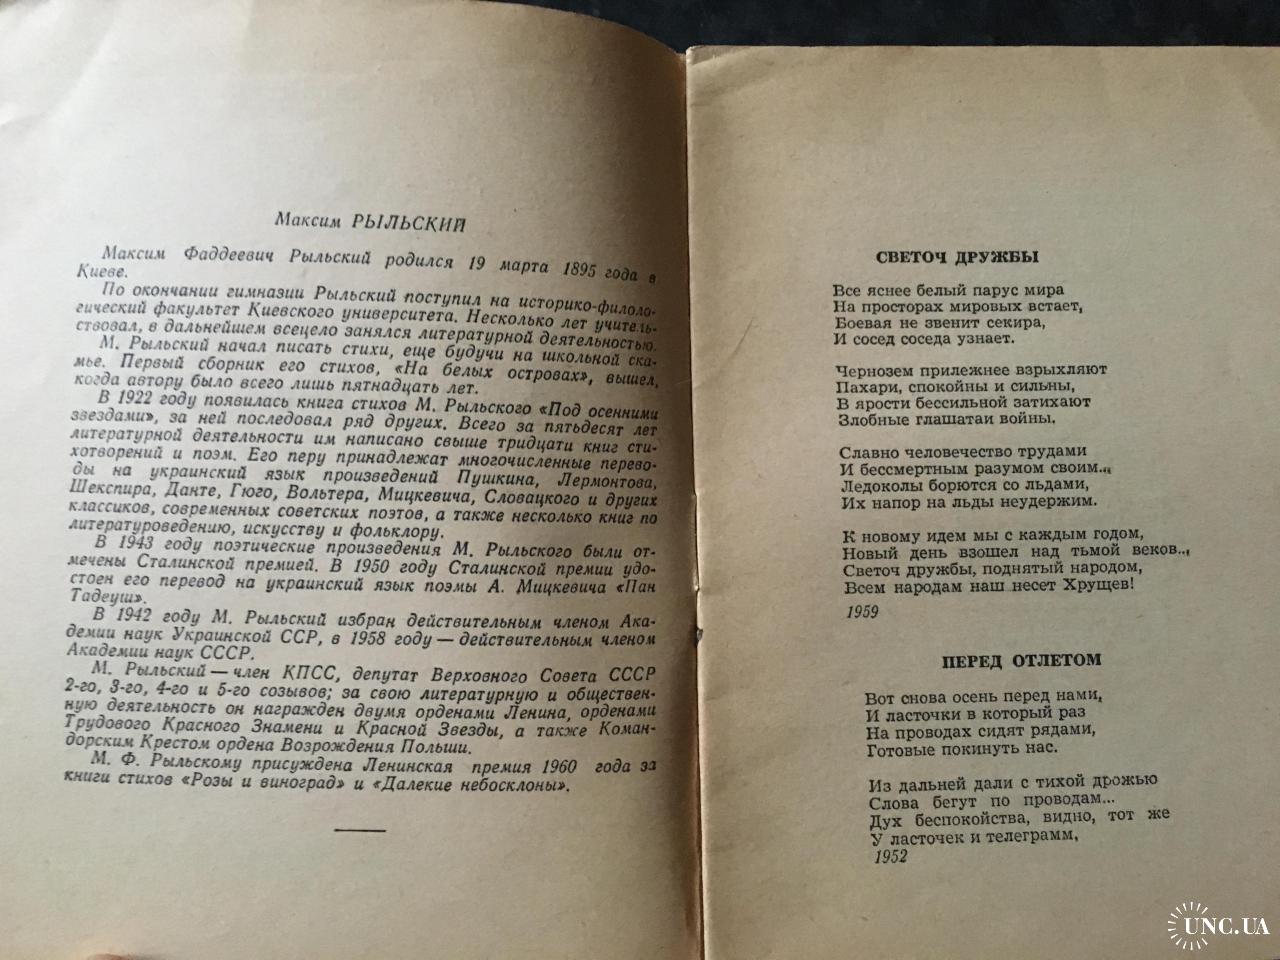 Максим РЫЛЬСКИЙ
Максим Фаддеевич Рыльский родился 19 марта 1895 года в
Киеве.
По окончании гимназии Рыльский поступил на историко-филоло-
гический факультет Киевского университета. Несколько лет учитель-
ствовал, в дальнейшем всецело занялся литературной деятельностью.
М. Рыльский начал писать стихи, еще будучи на школьной ска-
мье. Первый сборник его стихов, «На белых островах», вышел,
когда автору было всего лишь пятнадцать лет.
В 1922 году появилась книга стихов М. Рыльского «Под осенними
звездами», за ней последовал ряд других. Всего за пятьдесят лет
литературной деятельности им написано свыше тридцати книг сти-
хотворений и поэм. Его перу принадлежат многочисленные перево-
ды на украинский язык произведений Пушкина, Лермонтова,
Шекспира, Данте, Гюго, Вольтера, Мицкевича, Словацкого и других
классиков, современных советских поэтов, а также несколько книг по
литературоведению, искусству и фольклору.
В 1943 году поэтические произведения М. Рыльского были от-
мечены Сталинской премией. В 1950 году Сталинской премии удо-
стоен его перевод на украинский язык поэмы А. Мицкевича «Пан
Тадеуш».
В 1942 году М. Рыльский избран действительным членом Ака-
демии наук Украинской ССР, в 1958 году — действительным членом
Академии наук СССР.
М. Рыльский — член КПСС, депутат Верховного Совета СССР
2-го, 3-го, 4-го и 5-го созывов; за свою литературную и обществен-
ную деятельность он награжден двумя орденами Ленина, орденами
Трудового Красного Знамени и Красной Звезды, а также Коман-
дорским Крестом ордена Возрождения Польши.
М. Ф. Рыльскому присуждена Ленинская премия 1960 года за
книги стихов «Розы и виноград» и «Далекие небосклоны».
СВЕТОЧ ДРУЖБЫ
Все яснее белый парус мира
На просторах мировых встает,
Боевая не звенит секира,
И сосед соседа узнает.
Чернозем прилежнее взрыхляют
Пахари, спокойны и сильны,
В ярости бессильной затихают
Злобные глашатаи войны.
Славно человечество трудами
И бессмертным разумом своим..,
Ледоколы борются со льдами,
Их напор на льды неудержим.
К новому идем мы с каждым годом,
Новый день взошел над тьмой веков..,
Светоч дружбы, поднятый народом,
Всем народам наш несет Хрущев!
1959
ПЕРЕД ОТЛЕТОМ
Вот снова осень перед нами,
И ласточки в который раз
На проводах сидят рядами,
Готовые покинуть нас.
Из дальней дали с тихой дрожью
Слова бегут по проводам...
Дух беспокойства, видно, тот же
У ласточек и телеграмм,
1952
UNC.UA